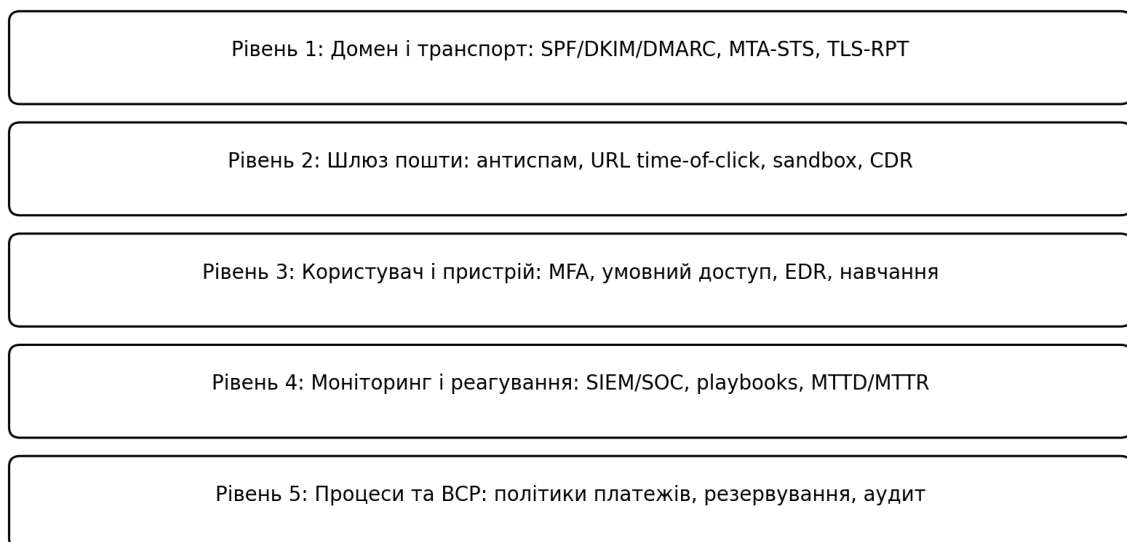 Рівень 1: Домен і транспорт: SPF/DKIM/DMARC, MTA-STS, TLS-RPT
Рівень 2: Шлюз пошти: антиспам, URL time-of-click, sandbox, CDR
Рівень 3: Користувач і пристрій: MFA, умовний доступ, EDR, навчання
Рівень 4: Моніторинг і реагування: SIEM/SOC, playbooks, MTTD/MTTR
Рівень 5: Процеси та BCP: політики платежів, резервування, аудит